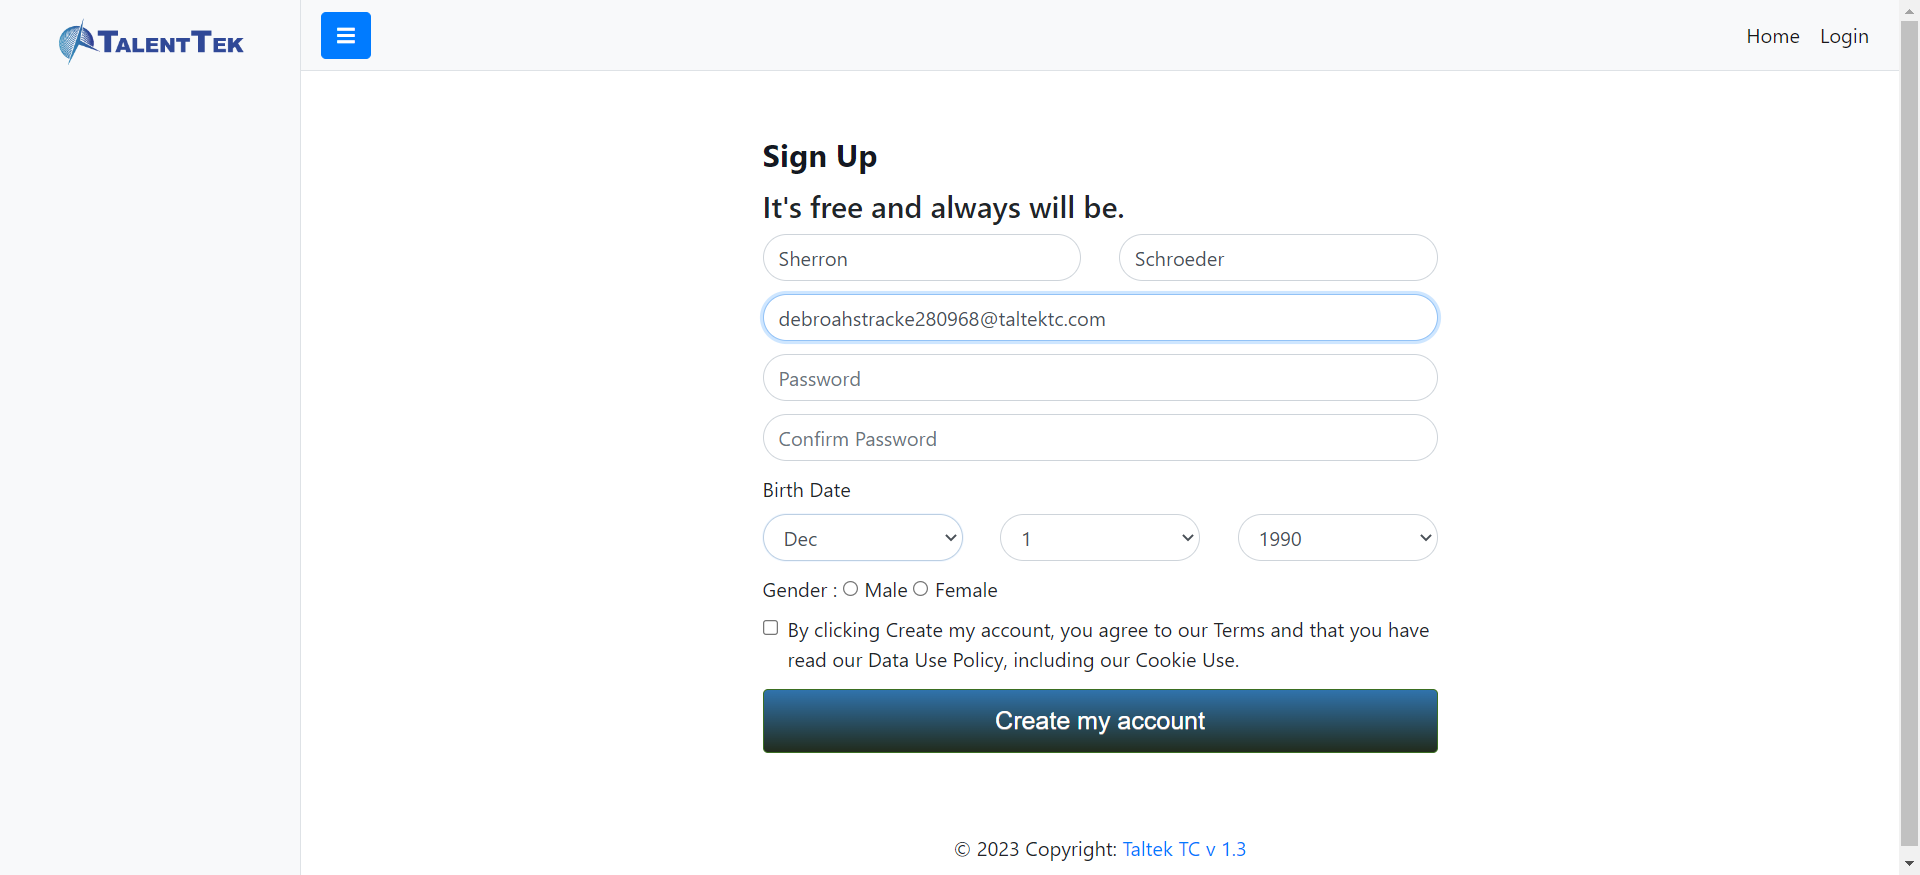 TALENTTEK
Home Login
Sign Up
It's free and always will be.
Sherron Schroeder
debroahstracke280968@taltektc.com
Password
Confirm Password
Birth Date
Dec 1 1990
Gender : Male Female
By clicking Create my account, you agree to our Terms and that you have
read our Data Use Policy, including our Cookie Use.
Create my account
© 2023 Copyright: Taltek TC v 1.3